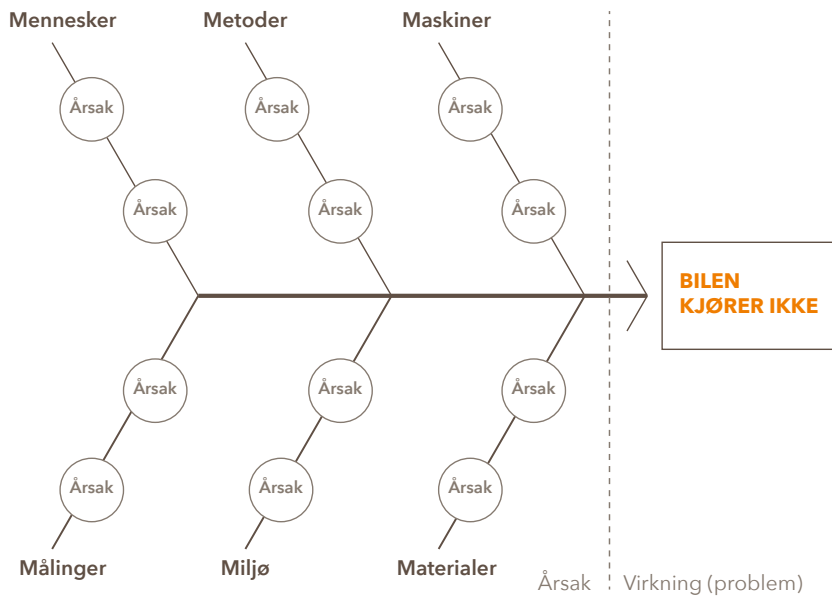 Mennesker
Metoder
Maskiner
Årsak
Årsak
Årsak
Årsak
Årsak
Årsak
BILEN
KJØRER IKKE
Årsak
Årsak
Årsak
Årsak
Årsak
Årsak
Målinger
Miljø
Materialer
Årsak
Virkning (problem)